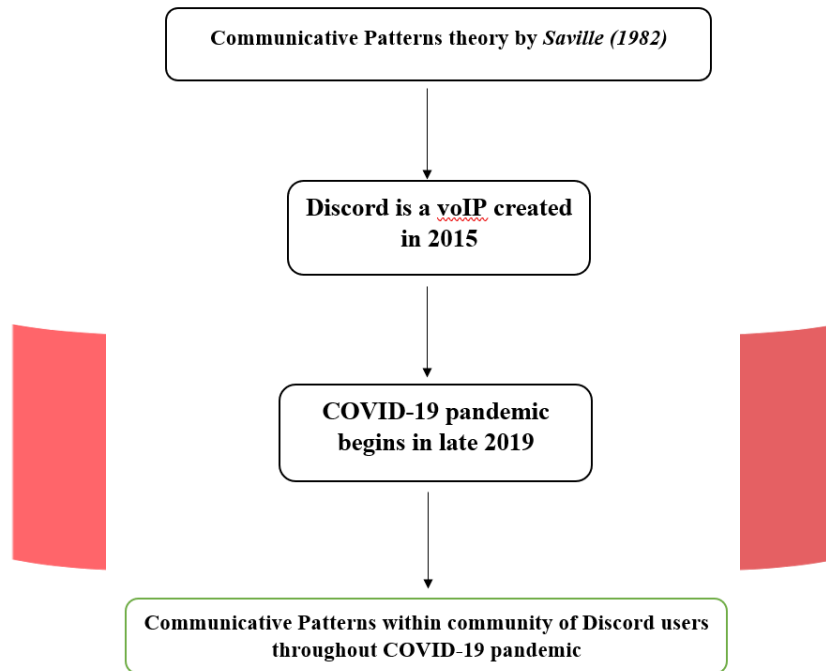 Communicative Patterns theory by Saville (1982)
Discord is a voIP created
in 2015
COVID-19 pandemic
begins in late 2019
Communicative Patterns within community of Discord users
throughout COVID-19 pandemic